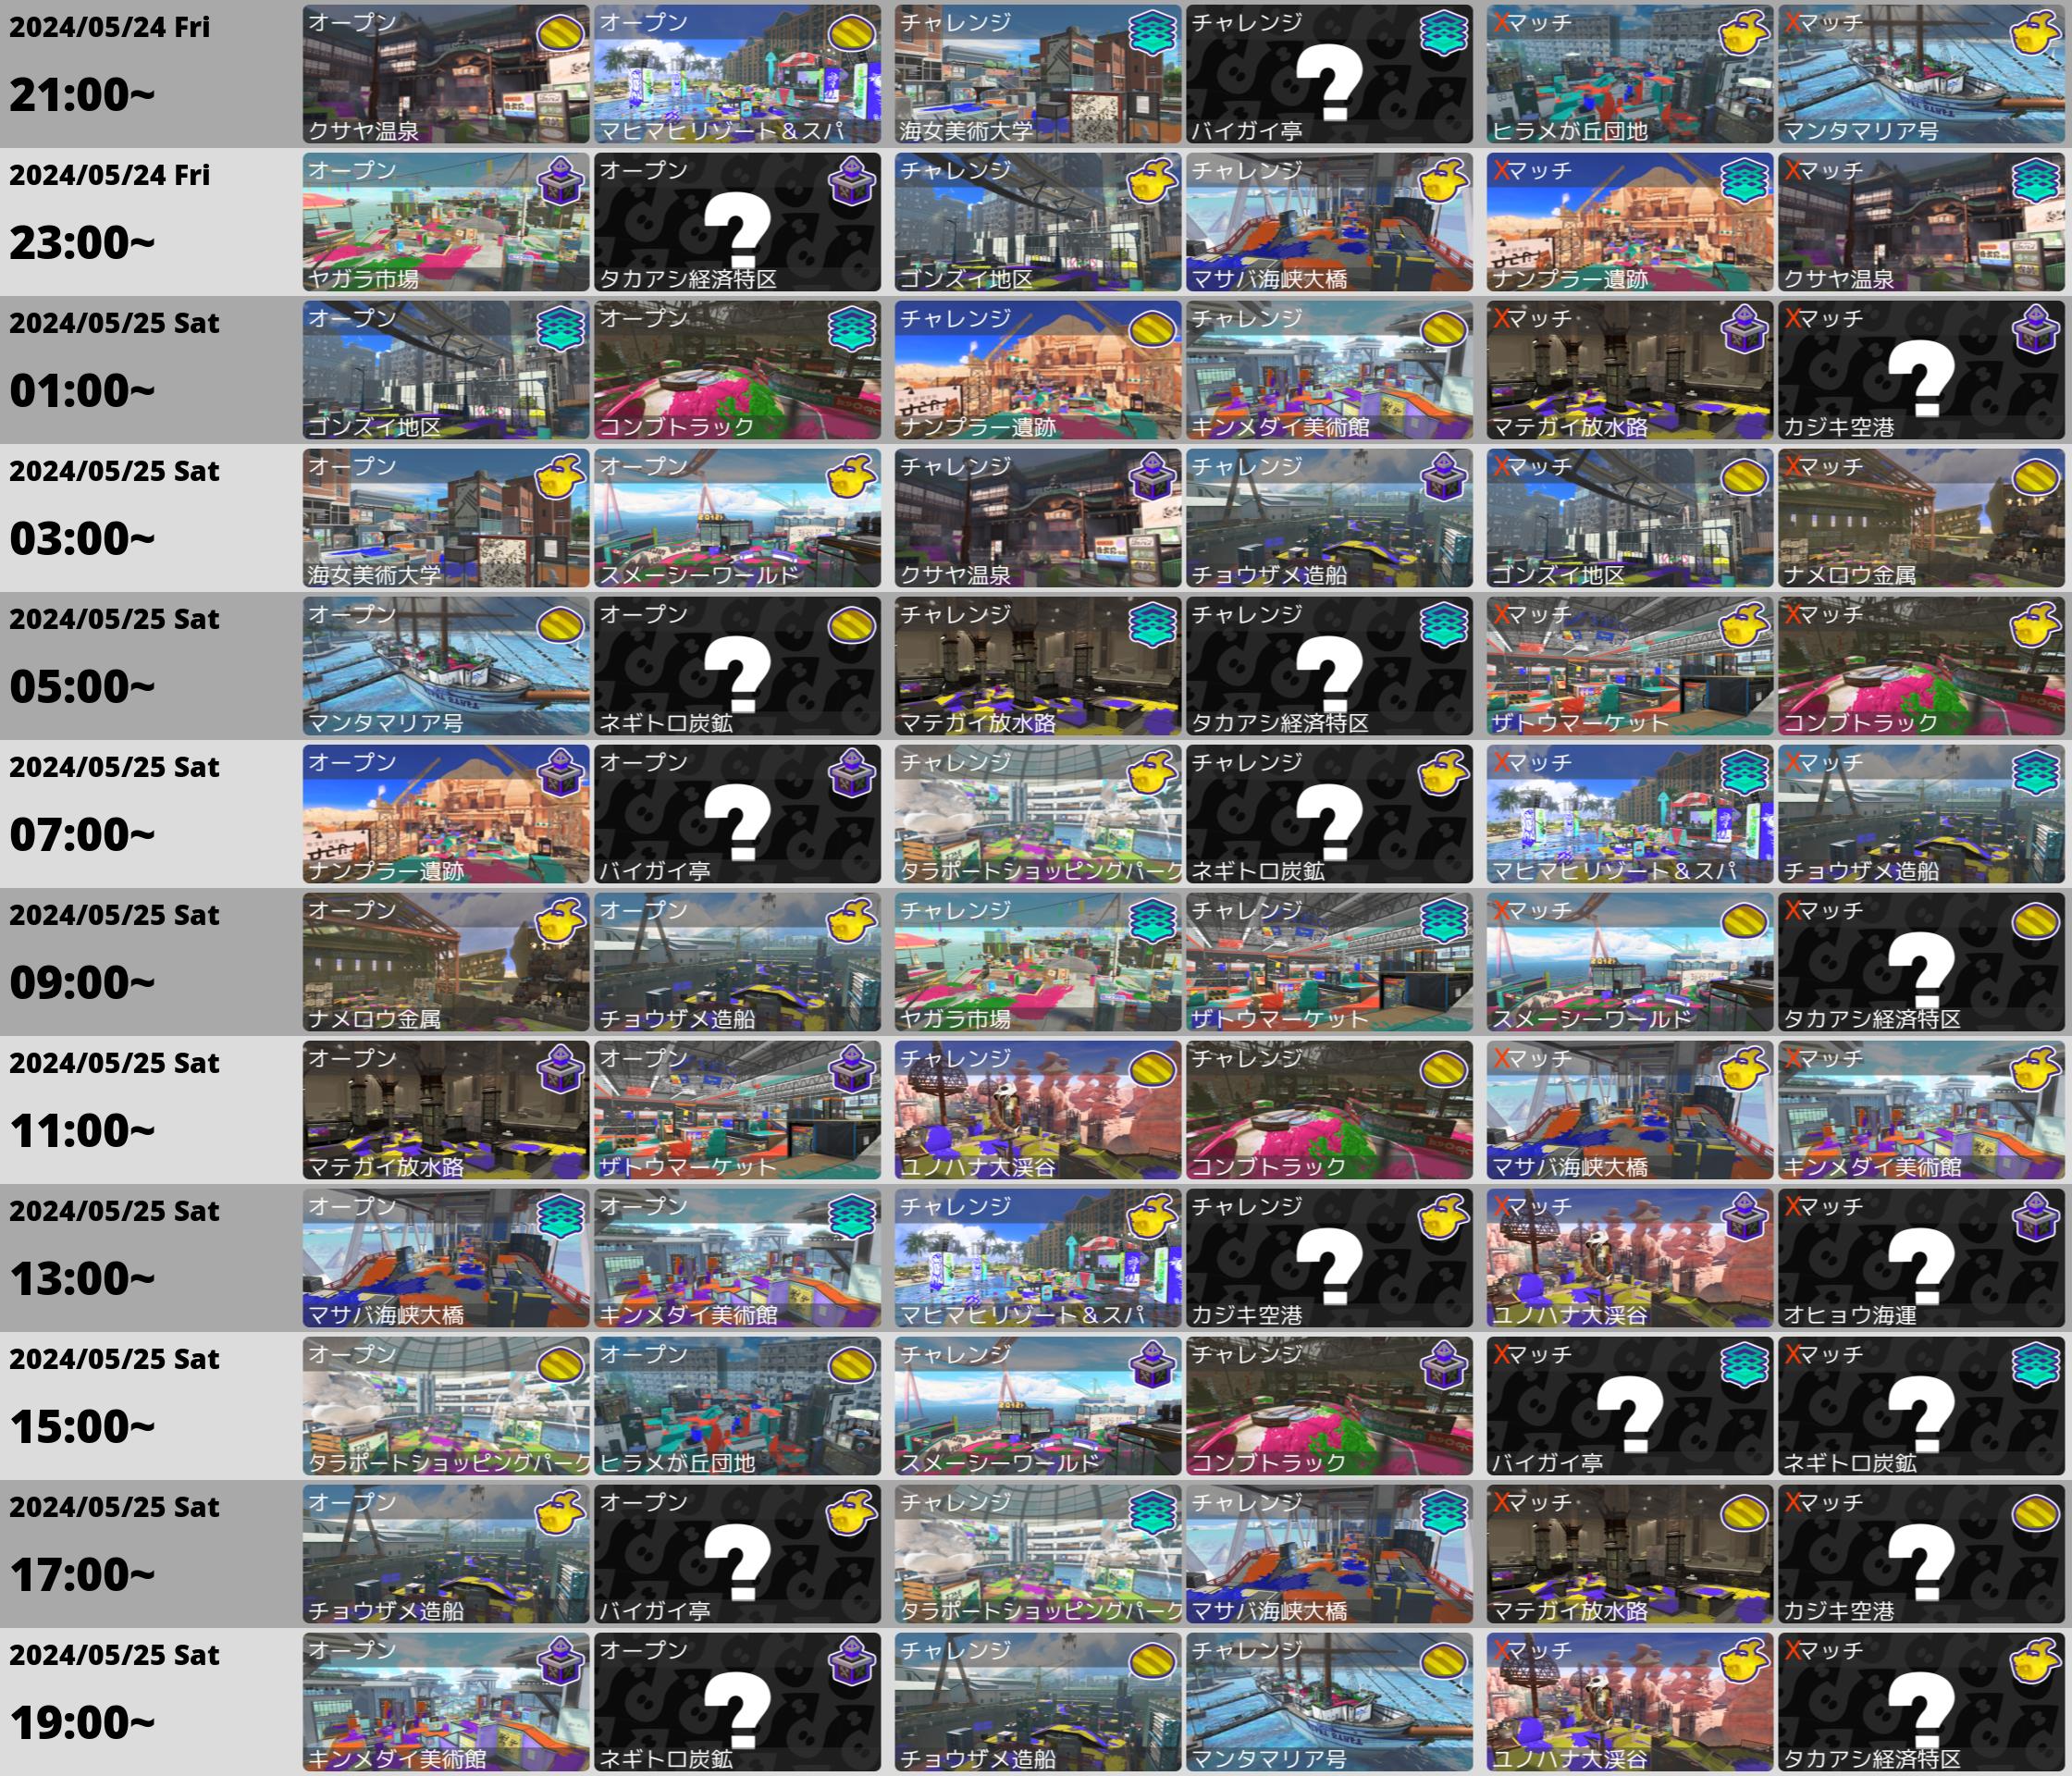 2024/05/24 Fri
21:00~
オープン
クサヤ温泉
オープン
マヒマヒリゾート＆スパ
チャレンジ
海女美術大学
チャレンジ
バイガイ亭
Xマッチ
ヒラメが丘団地
Xマッチ
マンタマリア号
2024/05/24 Fri
23:00~
オープン
ヤガラ市場
オープン
タカアシ経済特区
チャレンジ
ゴンズイ地区
チャレンジ
マサバ海峡大橋
Xマッチ
ナンプラー遺跡
Xマッチ
クサヤ温泉
2024/05/25 Sat
01:00~
オープン
ゴンズイ地区
オープン
コンブトラック
チャレンジ
ナンプラー遺跡
チャレンジ
キンメダイ美術館
Xマッチ
マテガイ放水路
Xマッチ
カジキ空港
2024/05/25 Sat
03:00~
オープン
海女美術大学
オープン
スメーシーワールド
チャレンジ
クサヤ温泉
チャレンジ
チョウザメ造船
Xマッチ
ゴンズイ地区
Xマッチ
ナメロウ金属
2024/05/25 Sat
05:00~
オープン
マンタマリア号
オープン
ネギトロ炭鉱
チャレンジ
マテガイ放水路
チャレンジ
タカアシ経済特区
Xマッチ
ザトウマーケット
Xマッチ
コンブトラック
2024/05/25 Sat
07:00~
オープン
ナンプラー遺跡
オープン
バイガイ亭
チャレンジ
タラポートショッピングパーク
チャレンジ
ネギトロ炭鉱
Xマッチ
マヒマヒリゾート＆スパ
Xマッチ
チョウザメ造船
2024/05/25 Sat
09:00~
オープン
ナメロウ金属
オープン
チョウザメ造船
チャレンジ
ヤガラ市場
チャレンジ
ザトウマーケット
Xマッチ
スメーシーワールド
Xマッチ
タカアシ経済特区
2024/05/25 Sat
11:00~
オープン
マテガイ放水路
オープン
ザトウマーケット
チャレンジ
ユノハナ大渓谷
チャレンジ
コンブトラック
Xマッチ
マサバ海峡大橋
Xマッチ
キンメダイ美術館
2024/05/25 Sat
13:00~
オープン
マサバ海峡大橋
オープン
キンメダイ美術館
チャレンジ
マヒマヒリゾート＆スパ
チャレンジ
カジキ空港
Xマッチ
ユノハナ大渓谷
Xマッチ
オヒョウ海運
2024/05/25 Sat
15:00~
オープン
タラポートショッピングパーク
オープン
ヒラメが丘団地
チャレンジ
スメーシーワールド
チャレンジ
コンブトラック
Xマッチ
バイガイ亭
Xマッチ
ネギトロ炭鉱
2024/05/25 Sat
17:00~
オープン
チョウザメ造船
オープン
バイガイ亭
チャレンジ
タラポートショッピングパーク
チャレンジ
マサバ海峡大橋
Xマッチ
マテガイ放水路
Xマッチ
カジキ空港
2024/05/25 Sat
19:00~
オープン
キンメダイ美術館
オープン
ネギトロ炭鉱
チャレンジ
チョウザメ造船
チャレンジ
マンタマリア号
Xマッチ
ユノハナ大渓谷
Xマッチ
タカアシ経済特区